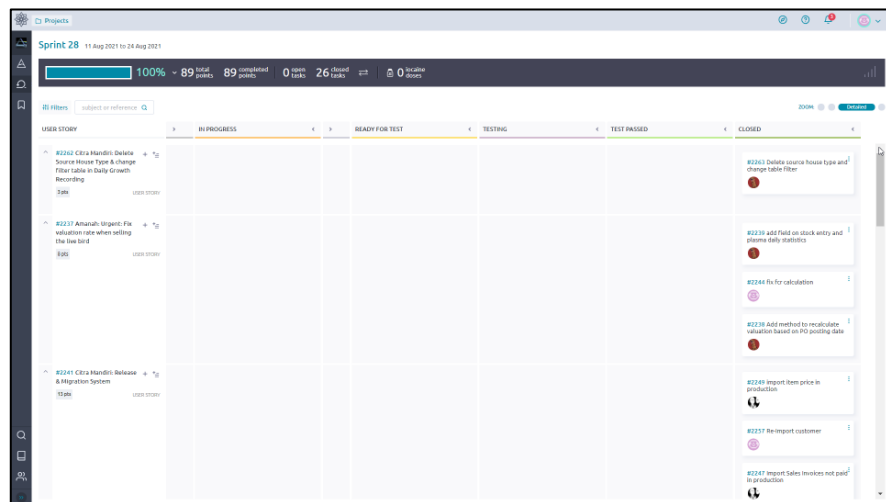 Projects
Sprint 28 11 Aug 2021 to 24 Aug 2021
100% 89 total points 89 completed points 0 open tasks 26 closed tasks 0 iocaine doses
Filters subject or reference ZOOM: Detailed
USER STORY IN PROGRESS READY FOR TEST TESTING TEST PASSED CLOSED
#2262 Citra Mandiri: Delete
Source House Type & change
filter table in Daily Growth
Recording
3 pts USER STORY
#2263 Delete source house type and
change table filter
#2237 Amanah: Urgent: Fix
valuation rate when selling
the live bird
pts USER STORY
#2239 add field on stock entry and
plasma daily statistics
#2244 fix fcr calculation
#2238 Add method to recalculate
valuation based on PO posting date
#2241 Citra Mandiri: Release
& Migration System
13 pts USER STORY
#2249 Import item price in
production
#2257 Re-import customer
#2247 Import Sales Invoices not paid
in production